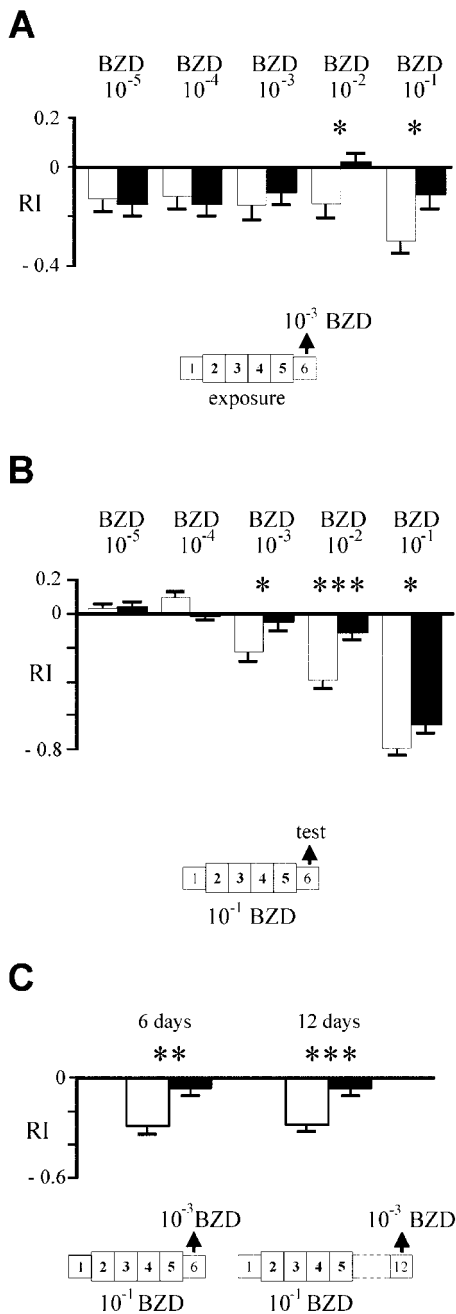 A
BZD BZD BZD BZD BZD
10⁻⁵ 10⁻⁴ 10⁻³ 10⁻² 10⁻¹
* *
0.2
0
RI
- 0.4
10⁻³ BZD
1 2 3 4 5 6
exposure
B
BZD BZD BZD BZD BZD
10⁻⁵ 10⁻⁴ 10⁻³ 10⁻² 10⁻¹
* *** *
0.2
0
RI
- 0.8
test
1 2 3 4 5 6
10⁻¹ BZD
C
6 days 12 days
** ***
0
RI
- 0.6
10⁻³BZD 10⁻³ BZD
1 2 3 4 5 6 1 2 3 4 5 12
10⁻¹ BZD 10⁻¹ BZD